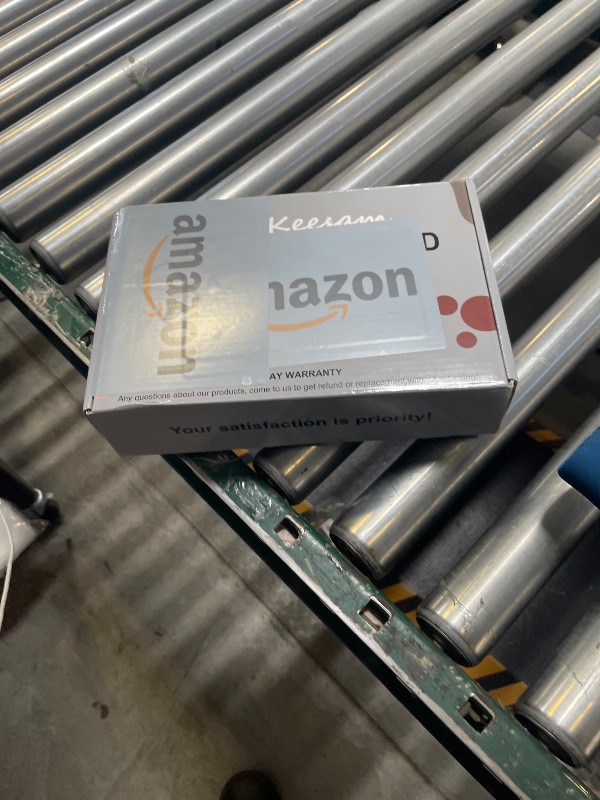 Keesam
D
amazon
mazon
AY WARRANTY
Any questions about our products, come to us to get refund or replacement
Your satisfaction is priority!